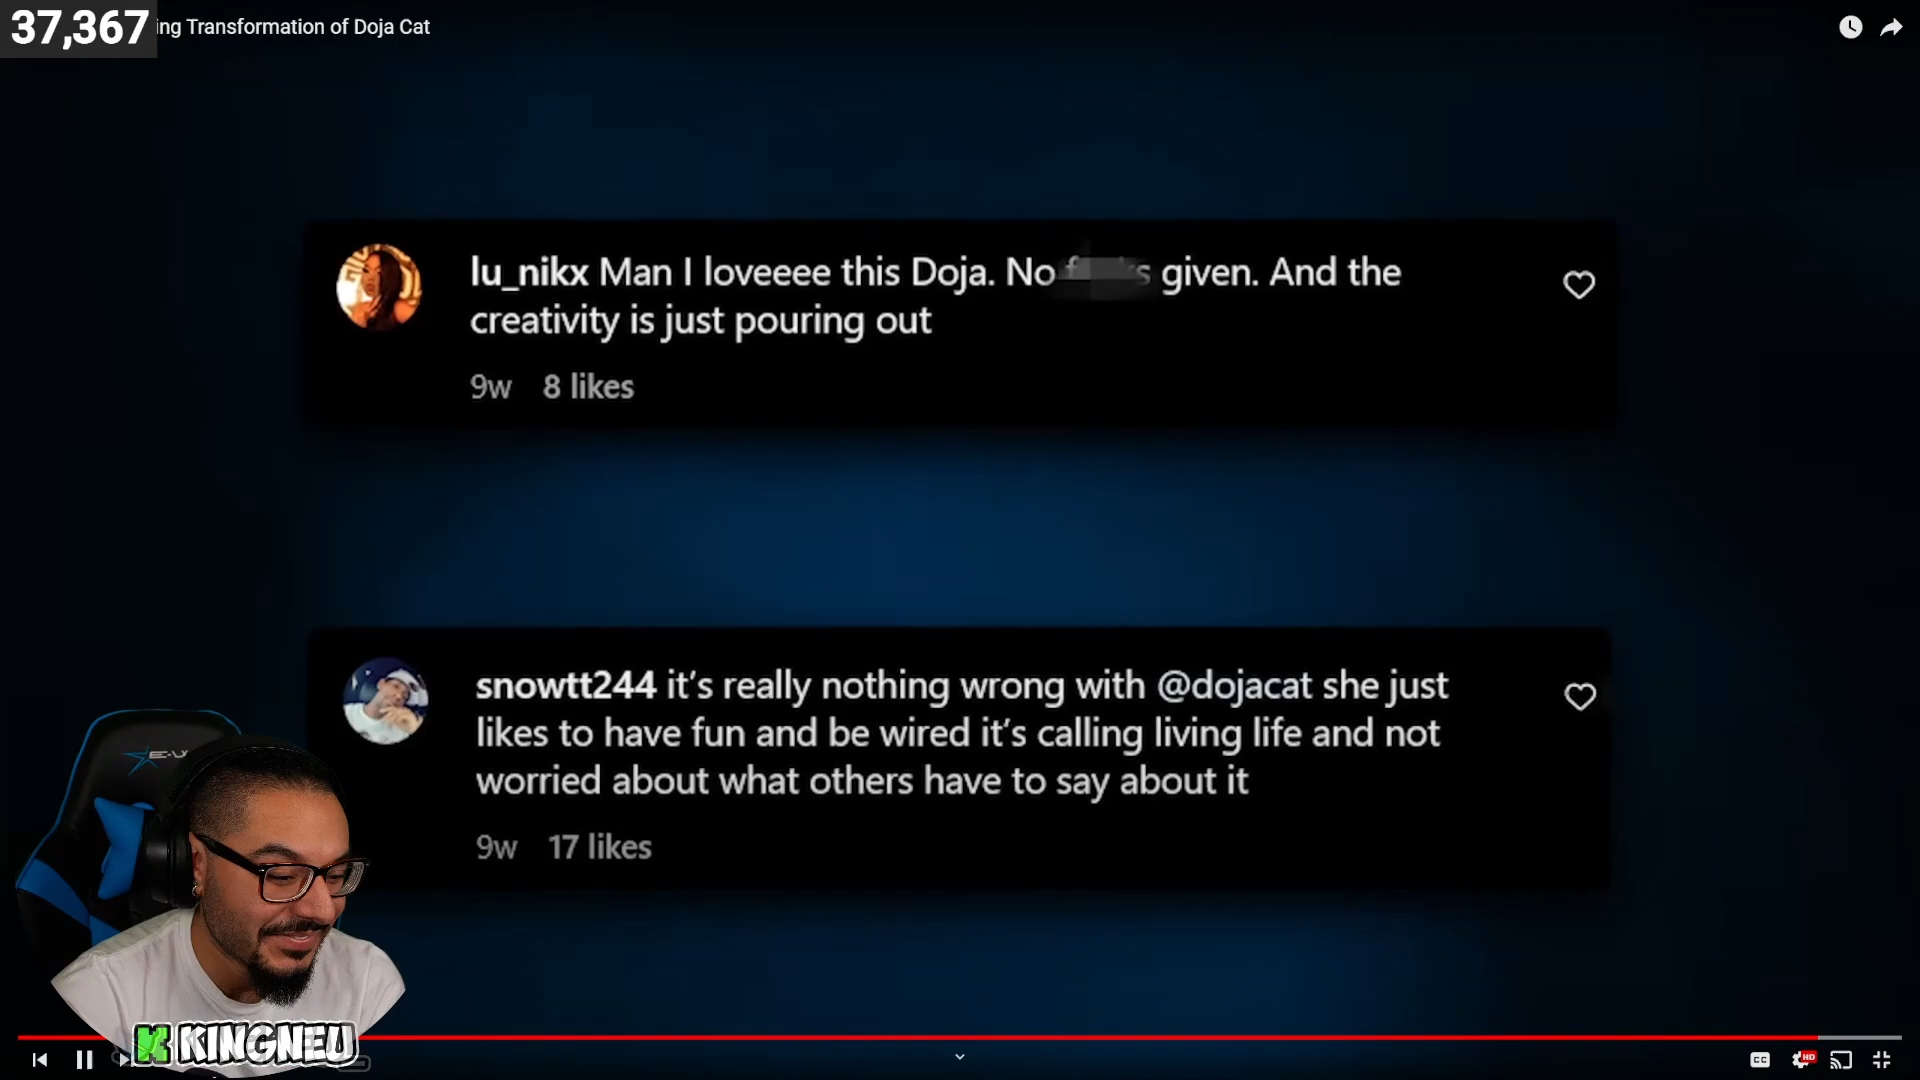 37,367
ing Transformation of Doja Cat
lu_nikx Man I loveeee this Doja. No given. And the
creativity is just pouring out
9w 8 likes
snowtt244 it’s really nothing wrong with @dojacat she just
likes to have fun and be wired it’s calling living life and not
worried about what others have to say about it
9w 17 likes
KINGNEU
CC
HD